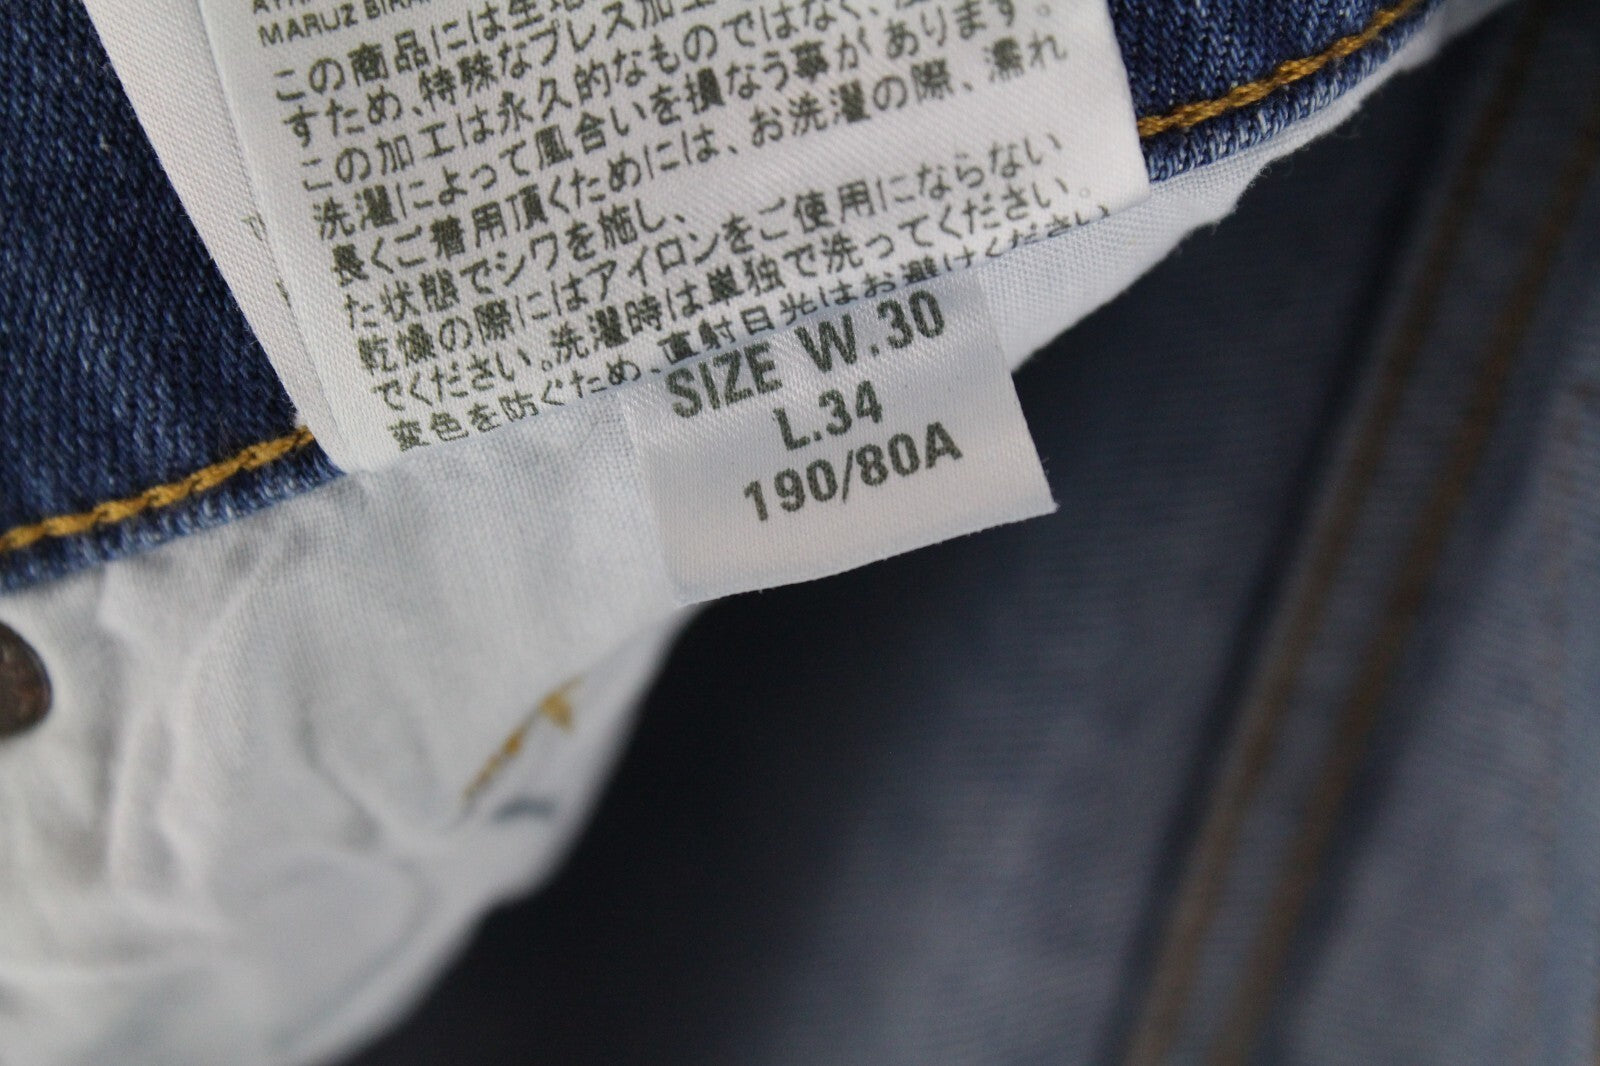 MARUZ BIRA
この商品には生地
すため、特殊なプレス加工
この加工は永久的なものではなく、
洗濯によって風合いを損なう事があります。
長くご着用頂くためには、お洗濯の際、濡れ
た状態でシワを施し、
乾燥の際にはアイロンをご使用にならない
でください。洗濯時は単独で洗ってください。
変色を防ぐため、直射日光はお避けください
SIZE W.30
L.34
190/80A